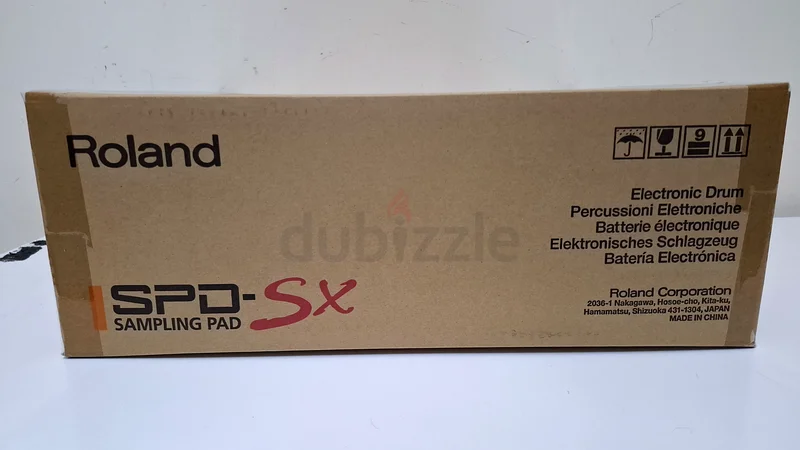 Roland
9
Electronic Drum
Percussioni Elettroniche
Batterie électronique
Elektronisches Schlagzeug
Batería Electrónica
dubizzle
SPD-SX
SAMPLING PAD
Roland Corporation
2036-1 Nakagawa, Hosoe-cho, Kita-ku,
Hamamatsu, Shizuoka 431-1304, JAPAN
MADE IN CHINA